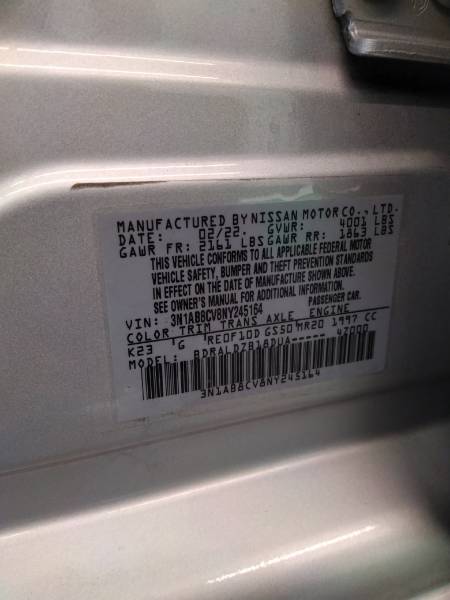 MANUFACTURED BY NISSAN MOTOR CO., LTD.
DATE: 02/22 GVWR: 4001 LBS
GAWR FR: 2161 LBS GAWR RR: 1863 LBS
THIS VEHICLE CONFORMS TO ALL APPLICABLE FEDERAL MOTOR
VEHICLE SAFETY, BUMPER AND THEFT PREVENTION STANDARDS
IN EFFECT ON THE DATE OF MANUFACTURE SHOWN ABOVE.
SEE OWNER'S MANUAL FOR ADDITIONAL INFORMATION.
VIN: 3N1AB8CV8NY245164 PASSENGER CAR.
COLOR TRIM TRANS AXLE ENGINE
K23 'G 'RE0F10D GS50 MR20 1997 CC
MODEL: BDRALDZB18DUA----- 47000
3N1AB8CV8NY245164